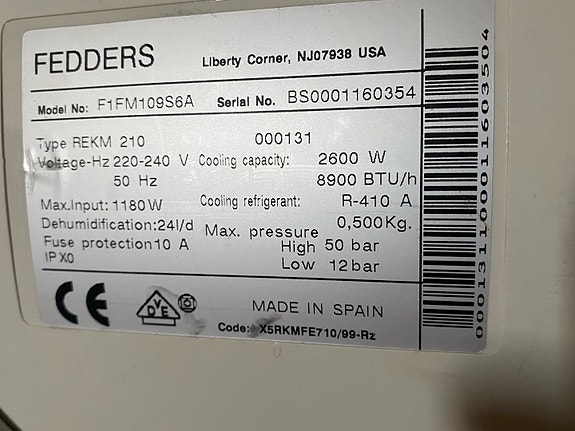 FEDDERS
Liberty Corner, NJ07938 USA
Model No: F1FM109S6A Serial No. BS0001160354
Type REKM 210 000131
Voltage-Hz 220-240 V Cooling capacity: 2600 W
50 Hz 8900 BTU/h
Max.Input: 1180 W Cooling refrigerant: R-410 A
Dehumidification: 24l/d 0,500Kg.
Fuse protection 10 A Max. pressure
High 50 bar
IP X0 Low 12 bar
CE VDE MADE IN SPAIN
Code: X5RKMFE710/99-Rz
000131100011603504